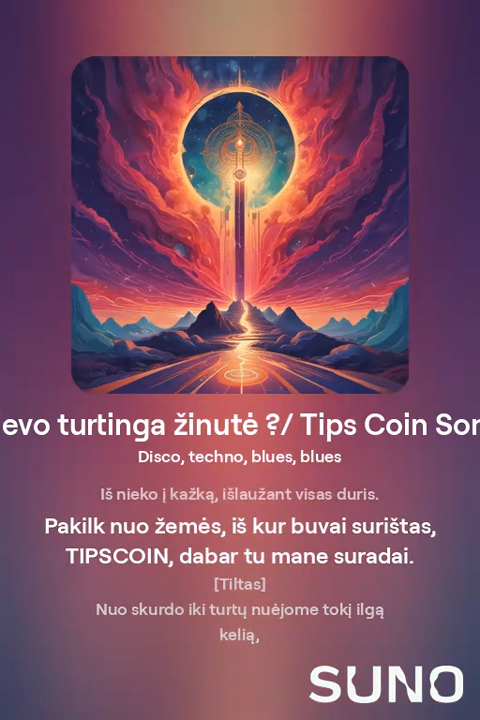 evo turtinga žinutė ?/ Tips Coin Sor
Disco, techno, blues, blues
Iš nieko į kažką, išlaužant visas duris.
Pakilk nuo žemės, iš kur buvai surištas,
TIPSCOIN, dabar tu mane suradai.
[Tiltas]
Nuo skurdo iki turtų nuėjome tokį ilgą
kelią,
SUNO